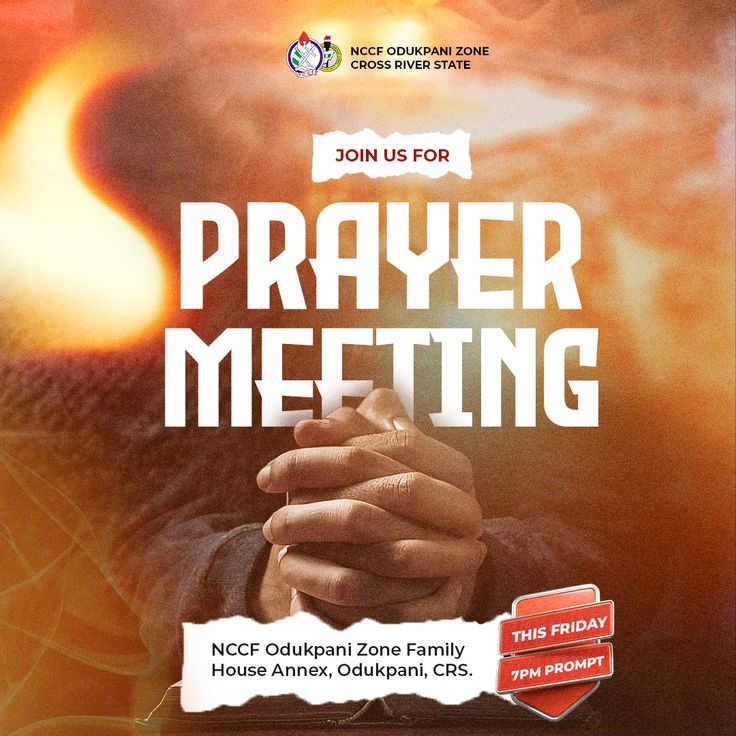 NCCF ODUKPANI ZONE
CROSS RIVER STATE
JOIN US FOR
PRAYER
MEETING
NCCF Odukpani Zone Family
House Annex, Odukpani, CRS.
THIS FRIDAY
7PM PROMPT